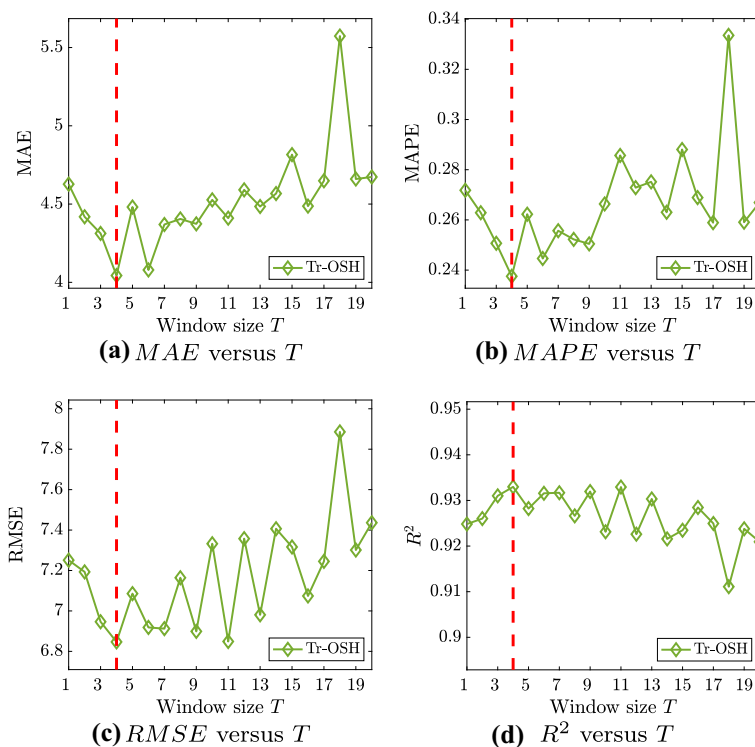 5.5
5
4.5
4
MAE
1 3 5 7 9 11 13 15 17 19
Window size T
Tr-OSH
(a) MAE versus T
0.34
0.32
0.3
0.28
0.26
0.24
MAPE
1 3 5 7 9 11 13 15 17 19
Window size T
Tr-OSH
(b) MAPE versus T
8
7.8
7.6
7.4
7.2
7
6.8
RMSE
1 3 5 7 9 11 13 15 17 19
Window size T
Tr-OSH
(c) RMSE versus T
0.95
0.94
0.93
0.92
0.91
0.9
R²
1 3 5 7 9 11 13 15 17 19
Window size T
Tr-OSH
(d) R² versus T